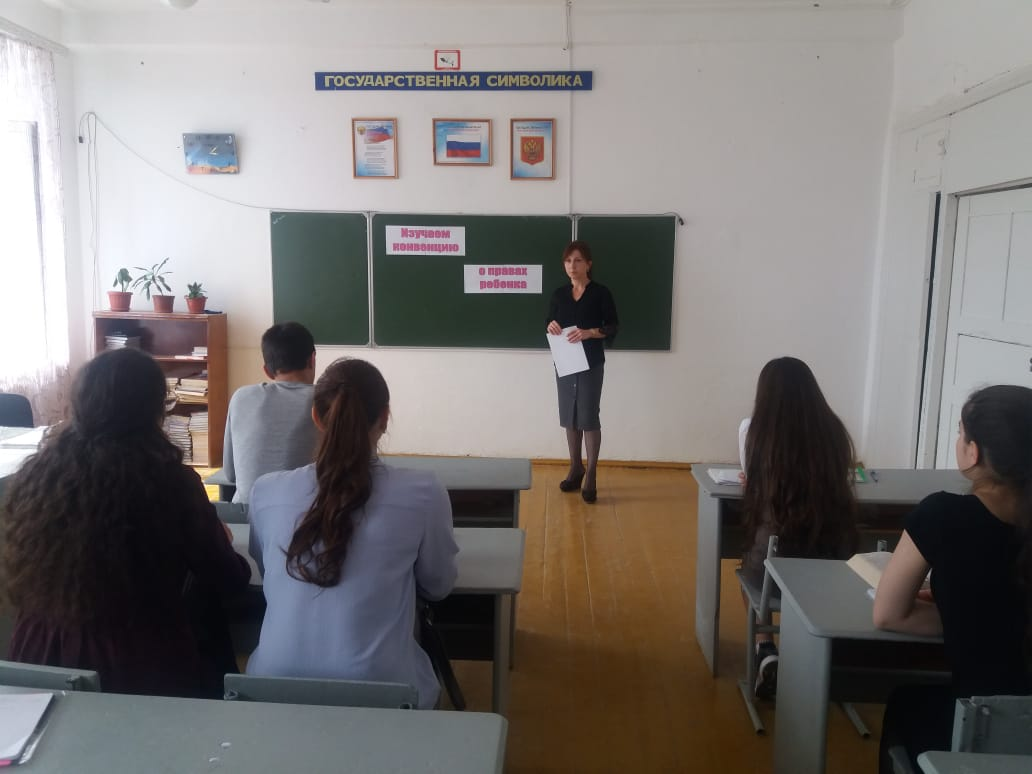 ГОСУДАРСТВЕННАЯ СИМВОЛИКА
Изучаем
конвенцию
о правах
ребенка